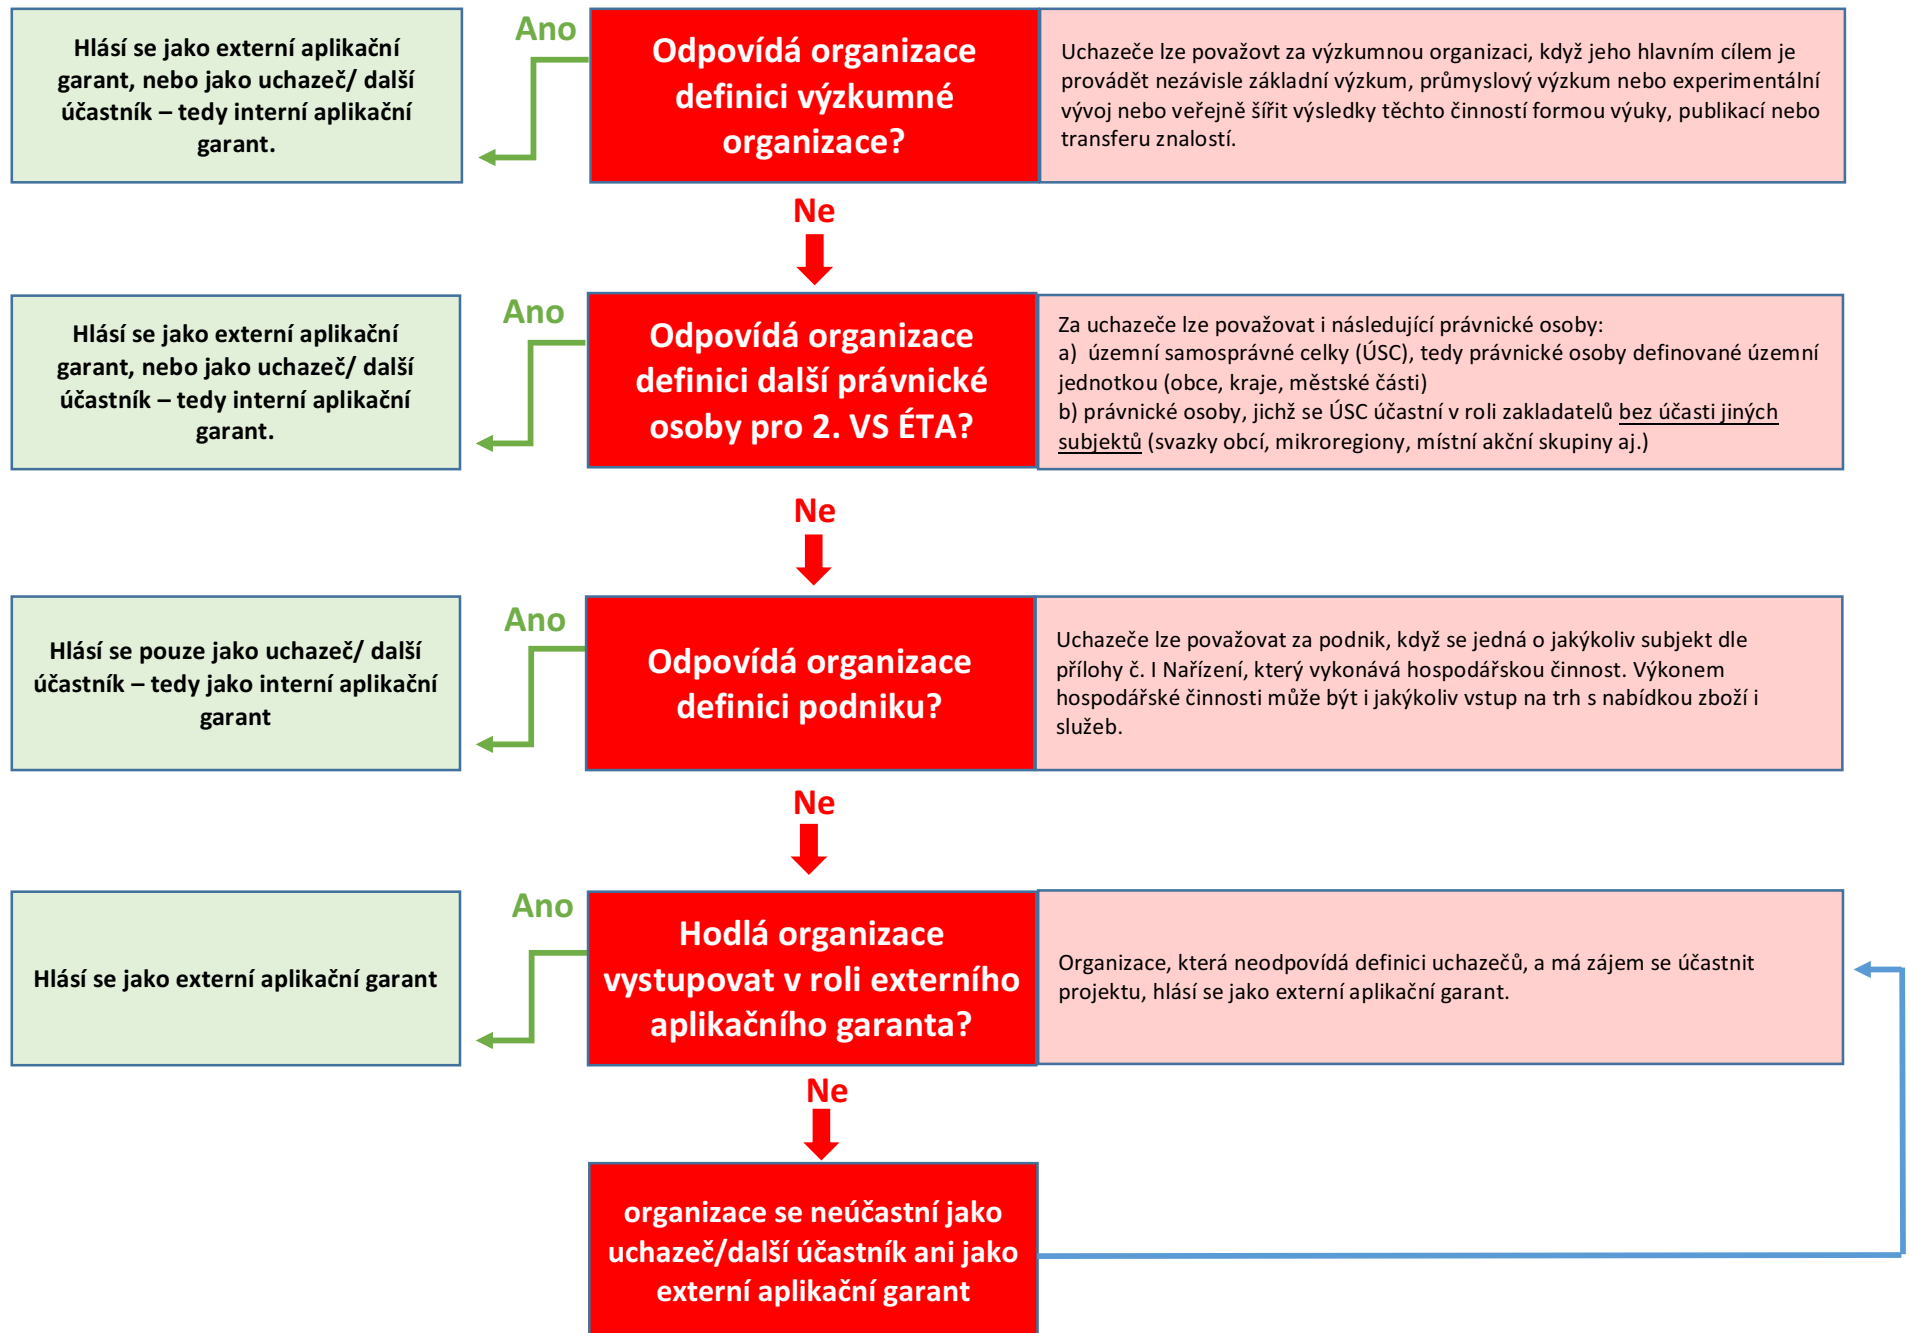 Hlásí se jako externí aplikační
garant, nebo jako uchazeč/ další
účastník – tedy interní aplikační
garant.
Ano
Odpovídá organizace
definici výzkumné
organizace?
Uchazeče lze považovt za výzkumnou organizaci, když jeho hlavním cílem je
provádět nezávisle základní výzkum, průmyslový výzkum nebo experimentální
vývoj nebo veřejně šířit výsledky těchto činností formou výuky, publikací nebo
transferu znalostí.
Ne
Hlásí se jako externí aplikační
garant, nebo jako uchazeč/ další
účastník – tedy interní aplikační
garant.
Ano
Odpovídá organizace
definici další právnické
osoby pro 2. VS ÉTA?
Za uchazeče lze považovat i následující právnické osoby:
a) územní samosprávné celky (ÚSC), tedy právnické osoby definované územní
jednotkou (obce, kraje, městské části)
b) právnické osoby, jichž se ÚSC účastní v roli zakladatelů bez účasti jiných
subjektů (svazky obcí, mikroregiony, místní akční skupiny aj.)
Ne
Hlásí se pouze jako uchazeč/ další
účastník – tedy jako interní aplikační
garant
Ano
Odpovídá organizace
definici podniku?
Uchazeče lze považovat za podnik, když se jedná o jakýkoliv subjekt dle
přílohy č. I Nařízení, který vykonává hospodářskou činnost. Výkonem
hospodářské činnosti může být i jakýkoliv vstup na trh s nabídkou zboží i
služeb.
Ne
Hlásí se jako externí aplikační garant
Ano
Hodlá organizace
vystupovat v roli externího
aplikačního garanta?
Organizace, která neodpovídá definici uchazečů, a má zájem se účastnit
projektu, hlásí se jako externí aplikační garant.
Ne
organizace se neúčastní jako
uchazeč/další účastník ani jako
externí aplikační garant